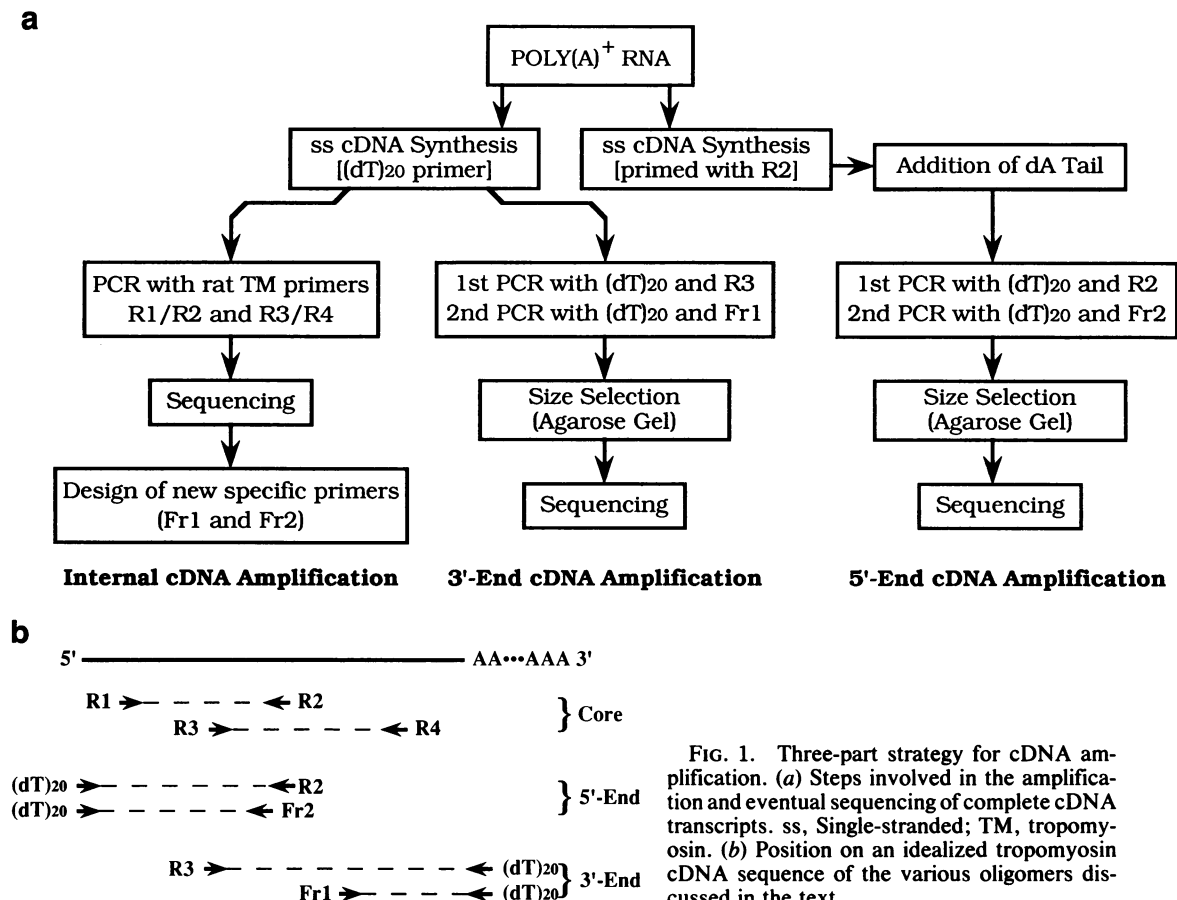 a
POLY(A)+ RNA
ss cDNA Synthesis
[(dT)20 primer]
ss cDNA Synthesis
[primed with R2]
Addition of dA Tail
PCR with rat TM primers
R1/R2 and R3/R4
1st PCR with (dT)20 and R3
2nd PCR with (dT)20 and Fr1
1st PCR with (dT)20 and R2
2nd PCR with (dT)20 and Fr2
Sequencing
Size Selection
(Agarose Gel)
Size Selection
(Agarose Gel)
Design of new specific primers
(Fr1 and Fr2)
Sequencing
Sequencing
Internal cDNA Amplification
3'-End cDNA Amplification
5'-End cDNA Amplification
b
5' AA•••AAA 3'
R1 R2
R3 R4
} Core
(dT)20 R2
(dT)20 Fr2
} 5'-End
R3 (dT)20
Fr1 (dT)20
} 3'-End
FIG. 1. Three-part strategy for cDNA am-
plification. (a) Steps involved in the amplifica-
tion and eventual sequencing of complete cDNA
transcripts. ss, Single-stranded; TM, tropomy-
osin. (b) Position on an idealized tropomyosin
cDNA sequence of the various oligomers dis-
cussed in the text.